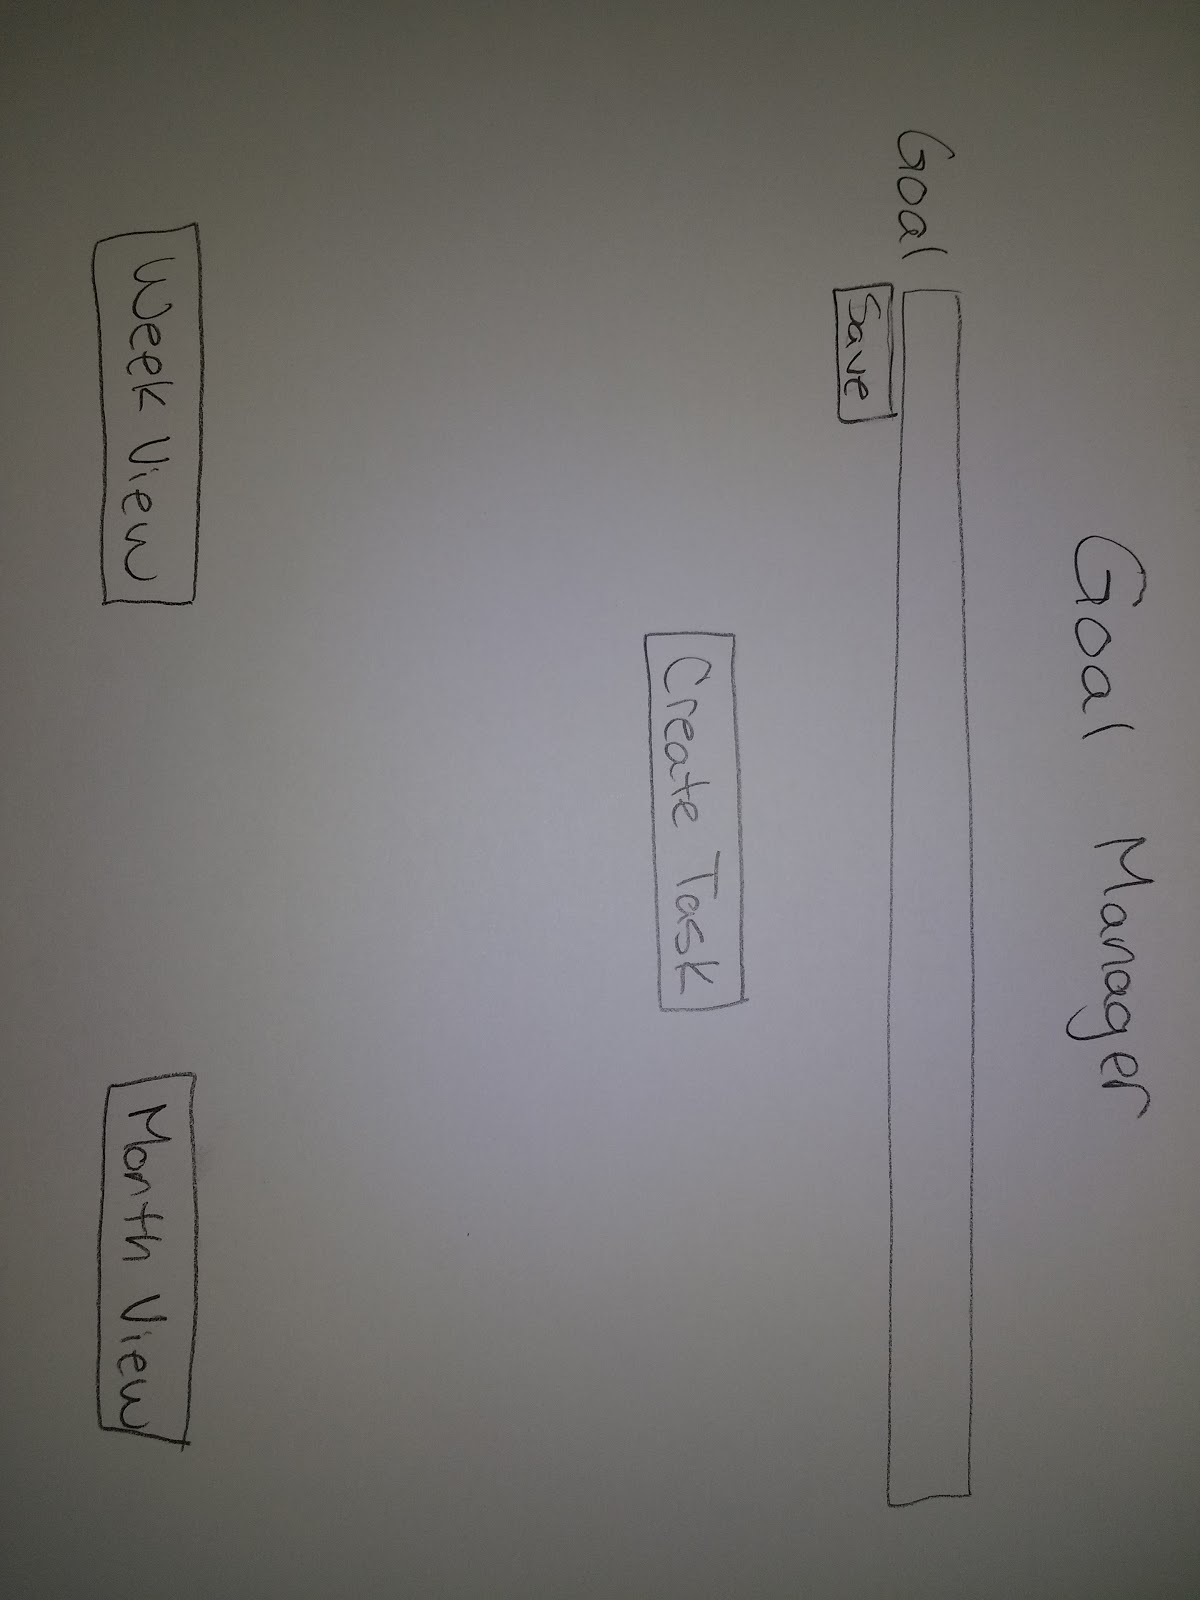 Goal Manager
Goal
Save
Create Task
Week View
Month View